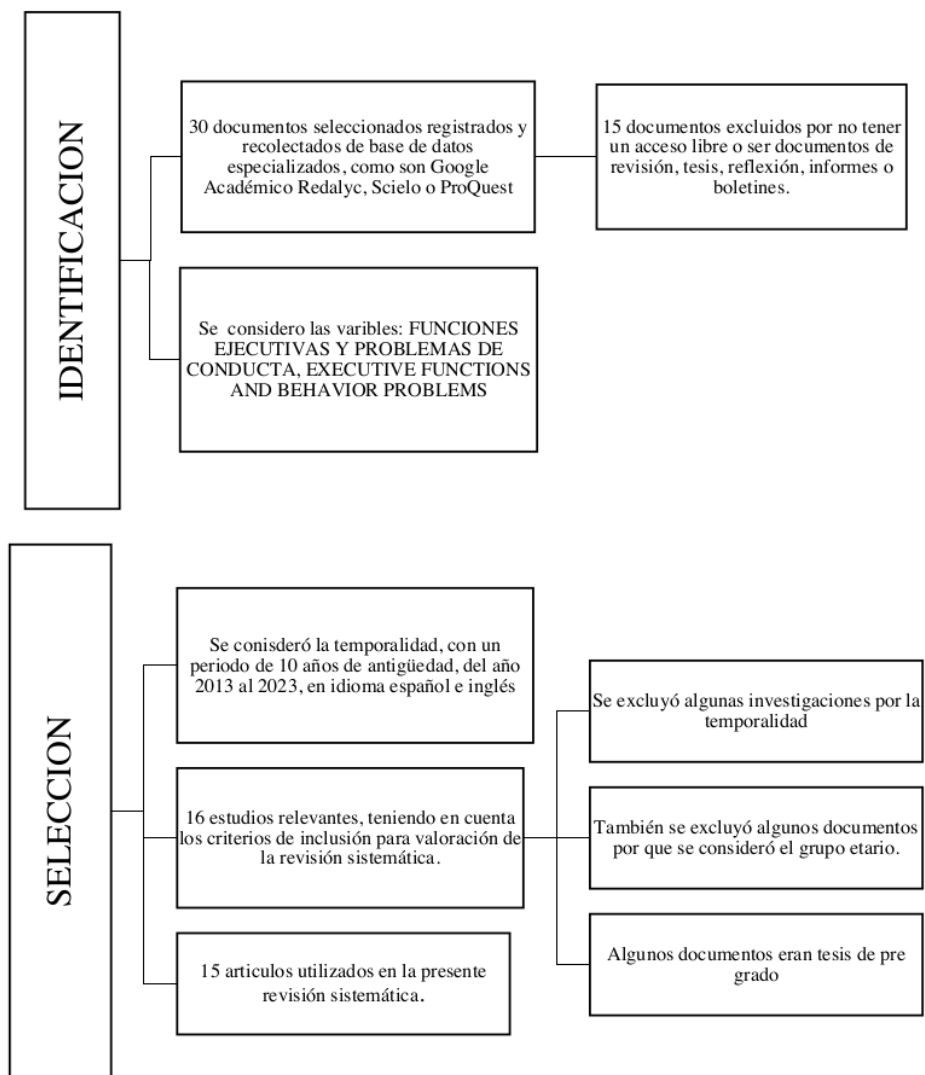 IDENTIFICACION
30 documentos seleccionado registrados y
recolectados de base de datos
especializados, como son Google
Académico Redalyc, Scielo o ProQuest
15 documentos excluidos por no tener
un acceso libre o ser documentos de
revisión, tesis, reflexión, informes o
boletines.
Se considero las varibles: FUNCIONES
EJECUTIVAS Y PROBLEMAS DE
CONDUCTA, EXECUTIVE FUNCTIONS
AND BEHAVIOR PROBLEMS
SELECCION
Se conisderó la temporalidad, con un
periodo de 10 años de antigüedad, del año
2013 al 2023, en idioma español e inglés
16 estudios relevantes, teniendo en cuenta
los criterios de inclusión para valoración de
la revisión sistemática.
15 articulos utilizados en la presente
revisión sistemática.
Se excluyó algunas investigaciones por la
temporalidad
También se excluyó algunos documentos
por que se consideró el grupo etario.
Algunos documentos eran tesis de pre
grado